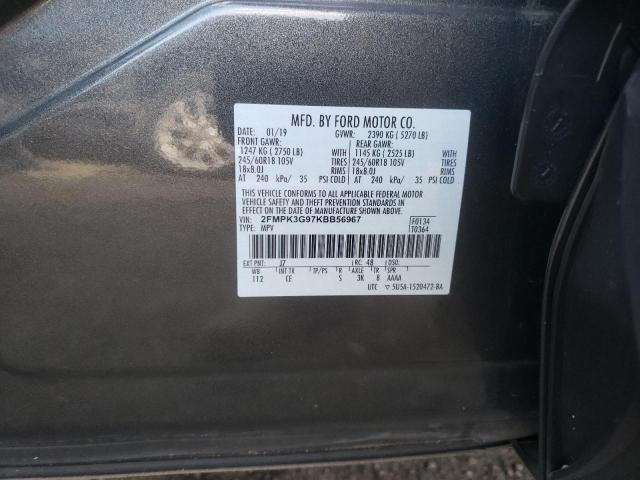 MFD. BY FORD MOTOR CO.
DATE: 01/19 GVWR: 2390 KG ( 5270 LB)
FRONT GAWR: REAR GAWR:
1247 KG ( 2750 LB) WITH 1145 KG ( 2525 LB) WITH
245/60R18 105V TIRES 245/60R18 105V TIRES
18x8.0J RIMS 18x8.0J RIMS
AT 240 kPa/ 35 PSI COLD AT 240 kPa/ 35 PSI COLD
THIS VEHICLE CONFORMS TO ALL APPLICABLE FEDERAL MOTOR
VEHICLE SAFETY AND THEFT PREVENTION STANDARDS IN
EFFECT ON THE DATE OF MANUFACTURE SHOWN ABOVE.
VIN: 2FMPK3G97KBB56967 F0134
TYPE: MPV T0364
EXT PNT: J7 RC: 48 DSO:
WB INT TR TP/PS R AXLE TR SPR
112 CE S 3K 8 AAAA
UTC ▽ 5U5A-1520472-BA